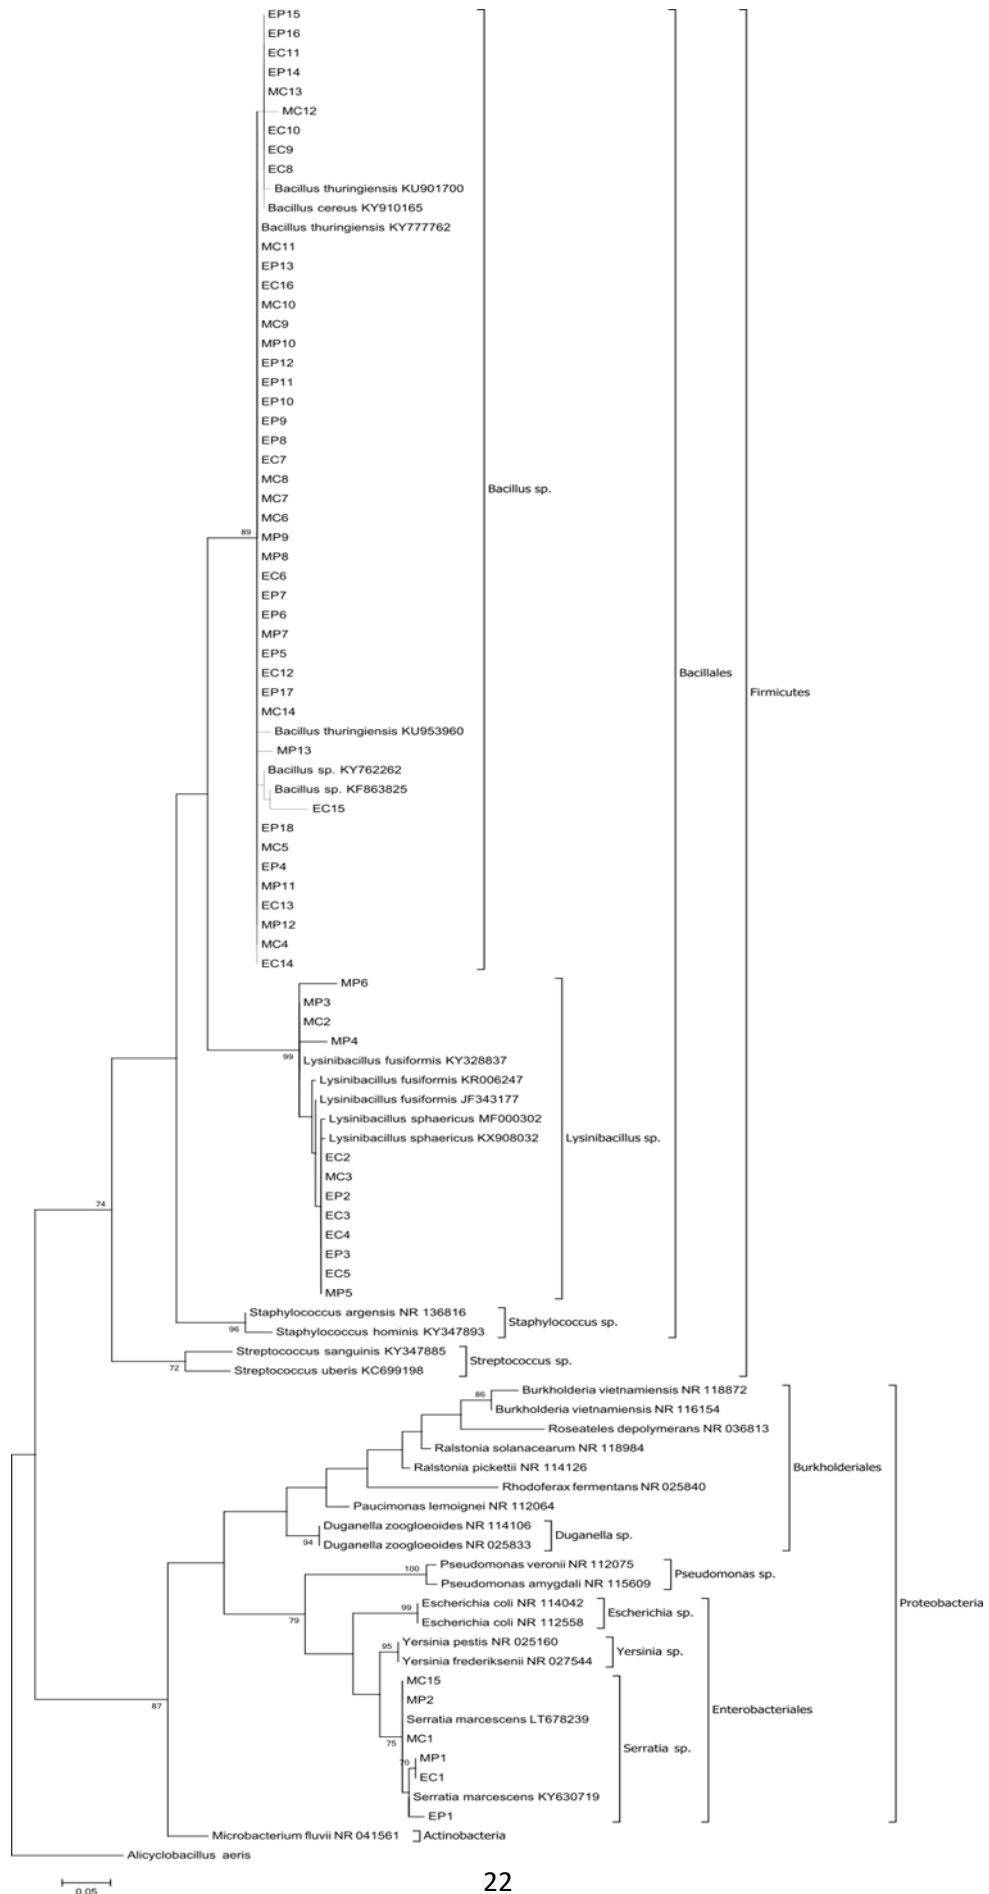 EP15
EP16
EC11
EP14
MC13
MC12
EC10
EC9
EC8
Bacillus thuringiensis KU901700
Bacillus cereus KY910165
Bacillus thuringiensis KY777762
MC11
EP13
EC16
MC10
MC9
MP10
EP12
EP11
EP10
EP9
EP8
EC7
MC8
MC7
Bacillus sp.
MC6
MP9
89
MP8
EC6
EP7
EP6
MP7
EP5
EC12
Bacillales
EP17
Firmicutes
MC14
Bacillus thuringiensis KU953960
MP13
Bacillus sp. KY762262
Bacillus sp. KF863825
EC15
EP18
MC5
EP4
MP11
EC13
MP12
MC4
EC14
MP6
MP3
MC2
MP4
99
Lysinibacillus fusiformis KY328837
Lysinibacillus fusiformis KR006247
Lysinibacillus fusiformis JF343177
Lysinibacillus sphaericus MF000302
Lysinibacillus sphaericus KX908032
Lysinibacillus sp.
EC2
MC3
EP2
74
EC3
EC4
EP3
EC5
MP5
Staphylococcus argensis NR 136816
Staphylococcus sp.
96
Staphylococcus hominis KY347893
Streptococcus sanguinis KY347885
Streptococcus sp.
72
Streptococcus uberis KC699198
Burkholderia vietnamiensis NR 118872
86
Burkholderia vietnamiensis NR 116154
Roseateles depolymerans NR 036813
Ralstonia solanacearum NR 118984
Ralstonia pickettii NR 114126
Burkholderiales
Rhodoferax fermentans NR 025840
Paucimonas lemoignei NR 112064
Duganella zoogloeoides NR 114106
Duganella sp.
94
Duganella zoogloeoides NR 025833
Pseudomonas veronii NR 112075
100
Pseudomonas sp.
Pseudomonas amygdali NR 115609
Escherichia coli NR 114042
99
Proteobacteria
Escherichia sp.
79
Escherichia coli NR 112558
Yersinia pestis NR 025160
95
Yersinia sp.
Yersinia frederiksenii NR 027544
MC15
MP2
87
Enterobacteriales
Serratia marcescens LT678239
MC1
75
Serratia sp.
MP1
70
EC1
Serratia marcescens KY630719
EP1
Microbacterium fluvii NR 041561
Actinobacteria
Alicyclobacillus aeris
0.05
22